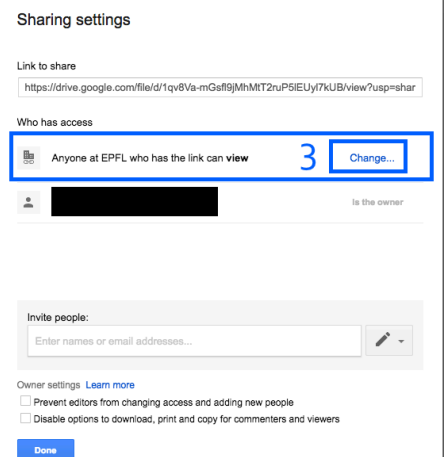 Sharing settings
Link to share
https://drive.google.com/file/d/1qv8Va-mGsfl9jMhMtT2ruP5lEUyl7kUB/view?usp=shar
Who has access
Anyone at EPFL who has the link can view 3 Change...
Is the owner
Invite people:
Enter names or email addresses...
Owner settings Learn more
Prevent editors from changing access and adding new people
Disable options to download, print and copy for commenters and viewers
Done